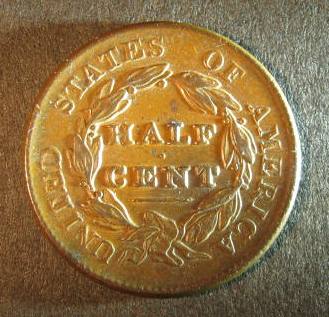 UNITED STATES OF AMERICA
HALF
CENT